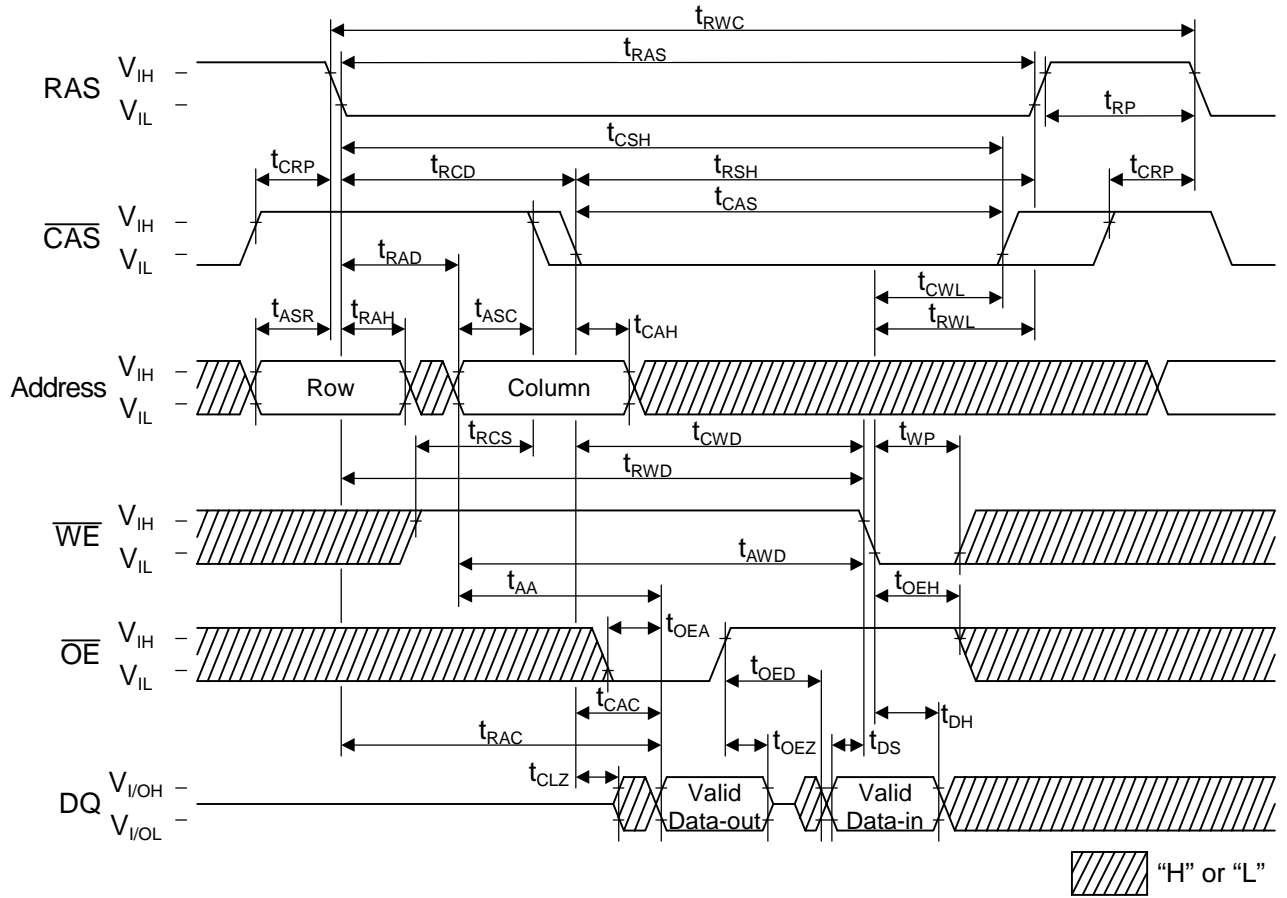 tRWC
tRAS
RAS
VIH
VIL
tRP
tCSH
tCRP
tRCD
tRSH
tCRP
CAS
VIH
VIL
tCAS
tRAD
tCWL
tASR
tRAH
tASC
tCAH
tRWL
Address
VIH
VIL
Row
Column
tRCS
tCWD
tWP
tRWD
WE
VIH
VIL
tAWD
tAA
tOEH
OE
VIH
VIL
tOEA
tOED
tCAC
tRAC
tOEZ
tDS
tDH
tCLZ
DQ
VI/OH
VI/OL
Valid
Data-out
Valid
Data-in
“H” or “L”